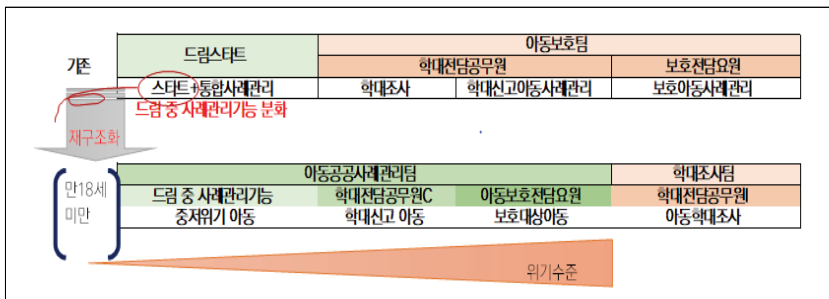 기존
드림스타트
아동보호팀
학대전담공무원
보호전담요원
스타트+통합사례관리
학대조사
학대신고아동사례관리
보호아동사례관리
드림 중 사례관리기능 분화
재구조화
만18세
미만
아동공공사례관리팀
학대조사팀
드림 중 사례관리기능
학대전담공무원C
아동보호전담요원
학대전담공무원I
중저위기 아동
학대신고 아동
보호대상아동
아동학대조사
위기수준